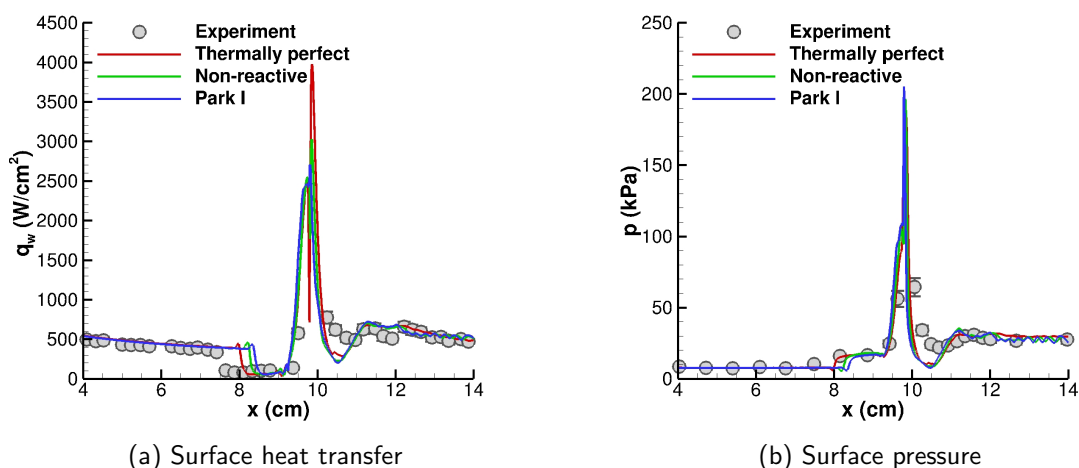 4500
4000
3500
3000
2500
2000
1500
1000
500
0
q_w (W/cm²)
Experiment
Thermally perfect
Non-reactive
Park I
4 6 8 10 12 14
x (cm)
(a) Surface heat transfer
250
200
150
100
50
0
p (kPa)
Experiment
Thermally perfect
Non-reactive
Park I
4 6 8 10 12 14
x (cm)
(b) Surface pressure